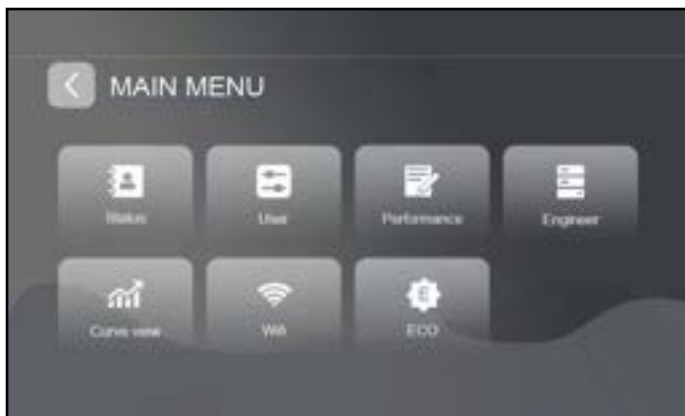 MAIN MENU
Status
User
Performance
Engineer
Curve view
Wifi
ECO